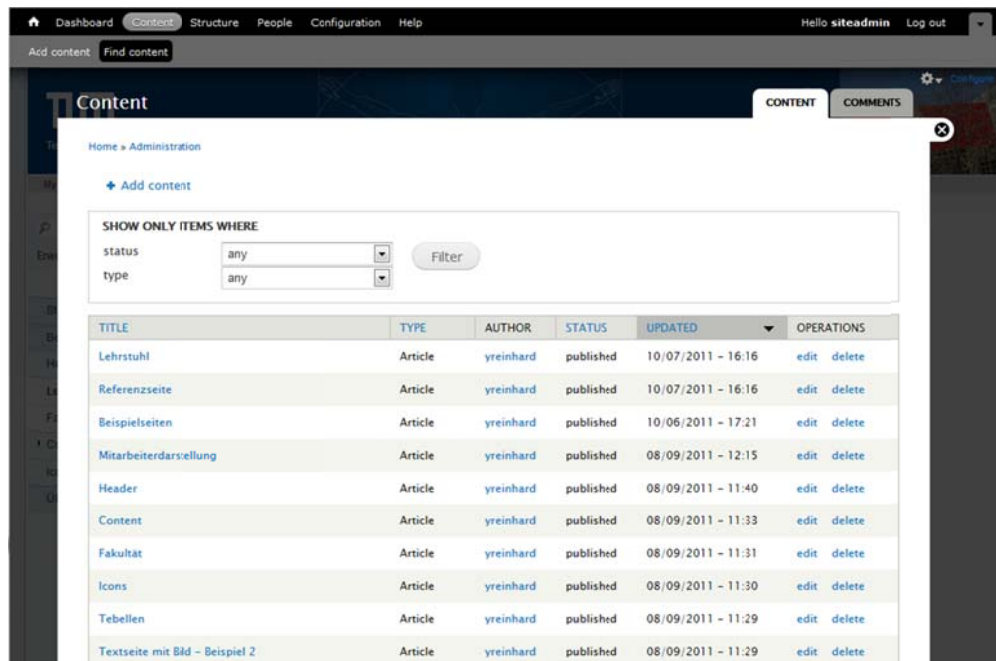 Dashboard Content Structure People Configuration Help Hello siteadmin Log out
Add content Find content
Content CONTENT COMMENTS
Home » Administration
Add content
SHOW ONLY ITEMS WHERE
status any
Filter
type any
TITLE TYPE AUTHOR STATUS UPDATED OPERATIONS
Lehrstuhl Article yreinhard published 10/07/2011 – 16:16 edit delete
Referenzseite Article yreinhard published 10/07/2011 – 16:16 edit delete
Beispielseiten Article yreinhard published 10/06/2011 – 17:21 edit delete
Mitarbeiterdarstellung Article yreinhard published 08/09/2011 – 12:15 edit delete
Header Article yreinhard published 08/09/2011 – 11:40 edit delete
Content Article yreinhard published 08/09/2011 – 11:33 edit delete
Fakultät Article yreinhard published 08/09/2011 – 11:31 edit delete
Icons Article yreinhard published 08/09/2011 – 11:30 edit delete
Tebellen Article yreinhard published 08/09/2011 – 11:29 edit delete
Textseite mit Bild – Beispiel 2 Article yreinhard published 08/09/2011 – 11:29 edit delete